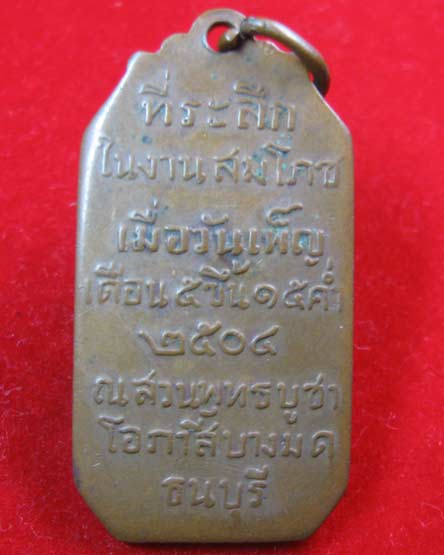 ที่ระลึก
ในงานสมโภช
เมื่อวันเพ็ญ
เดือน ๕ ขึ้น ๑๕ ค่ำ
๒๕๐๔
ณ สวนพุทธบูชา
โอภาสีบางมด
ธนบุรี